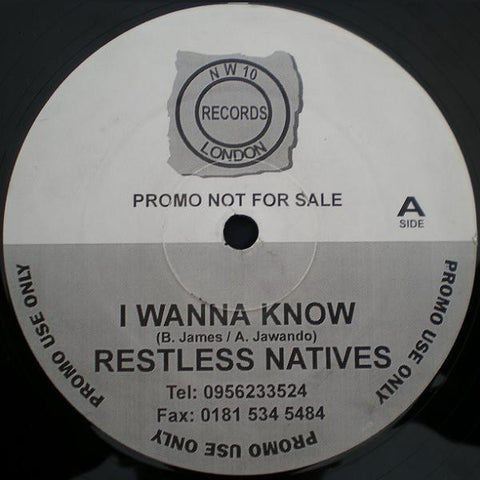 NW10
RECORDS
LONDON
PROMO NOT FOR SALE
A
SIDE
I WANNA KNOW
(B. James / A. Jawando)
RESTLESS NATIVES
Tel: 0956233524
Fax: 0181 534 5484
PROMO USE ONLY
PROMO USE ONLY
PROMO USE ONLY